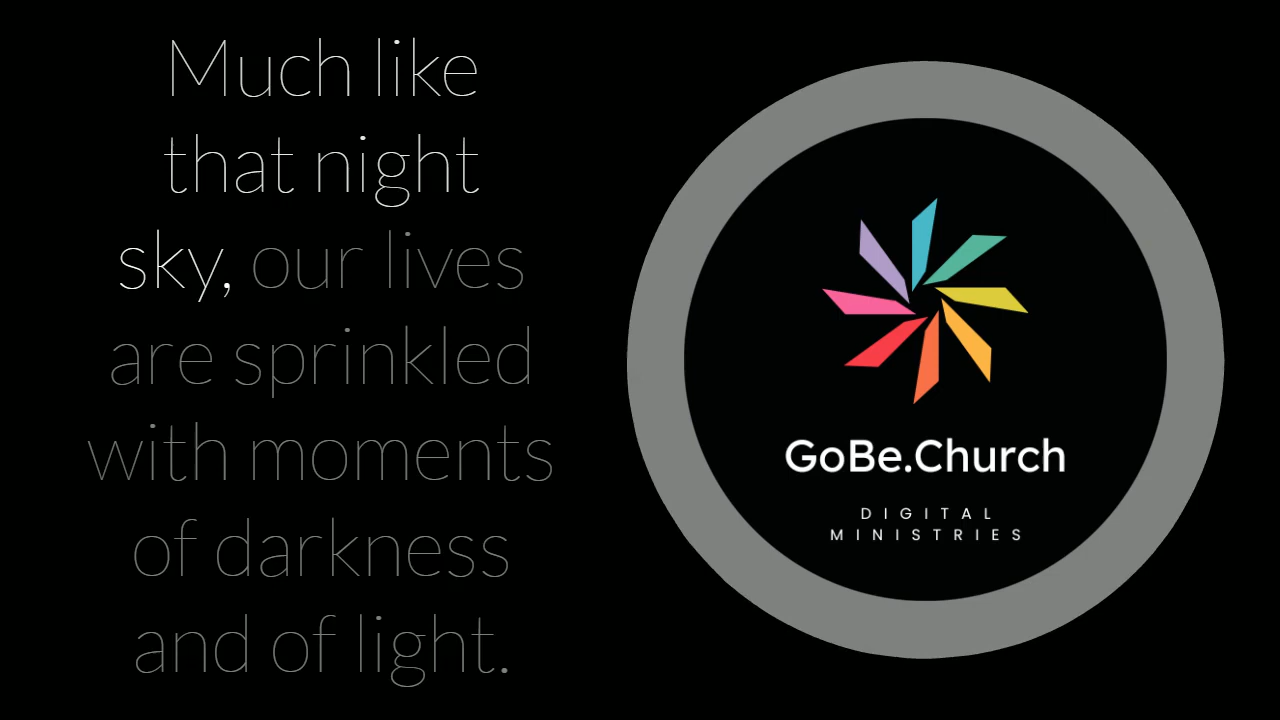 Much like
that night
sky, our lives
are sprinkled
with moments
of darkness
and of light.
GoBe.Church
DIGITAL
MINISTRIES